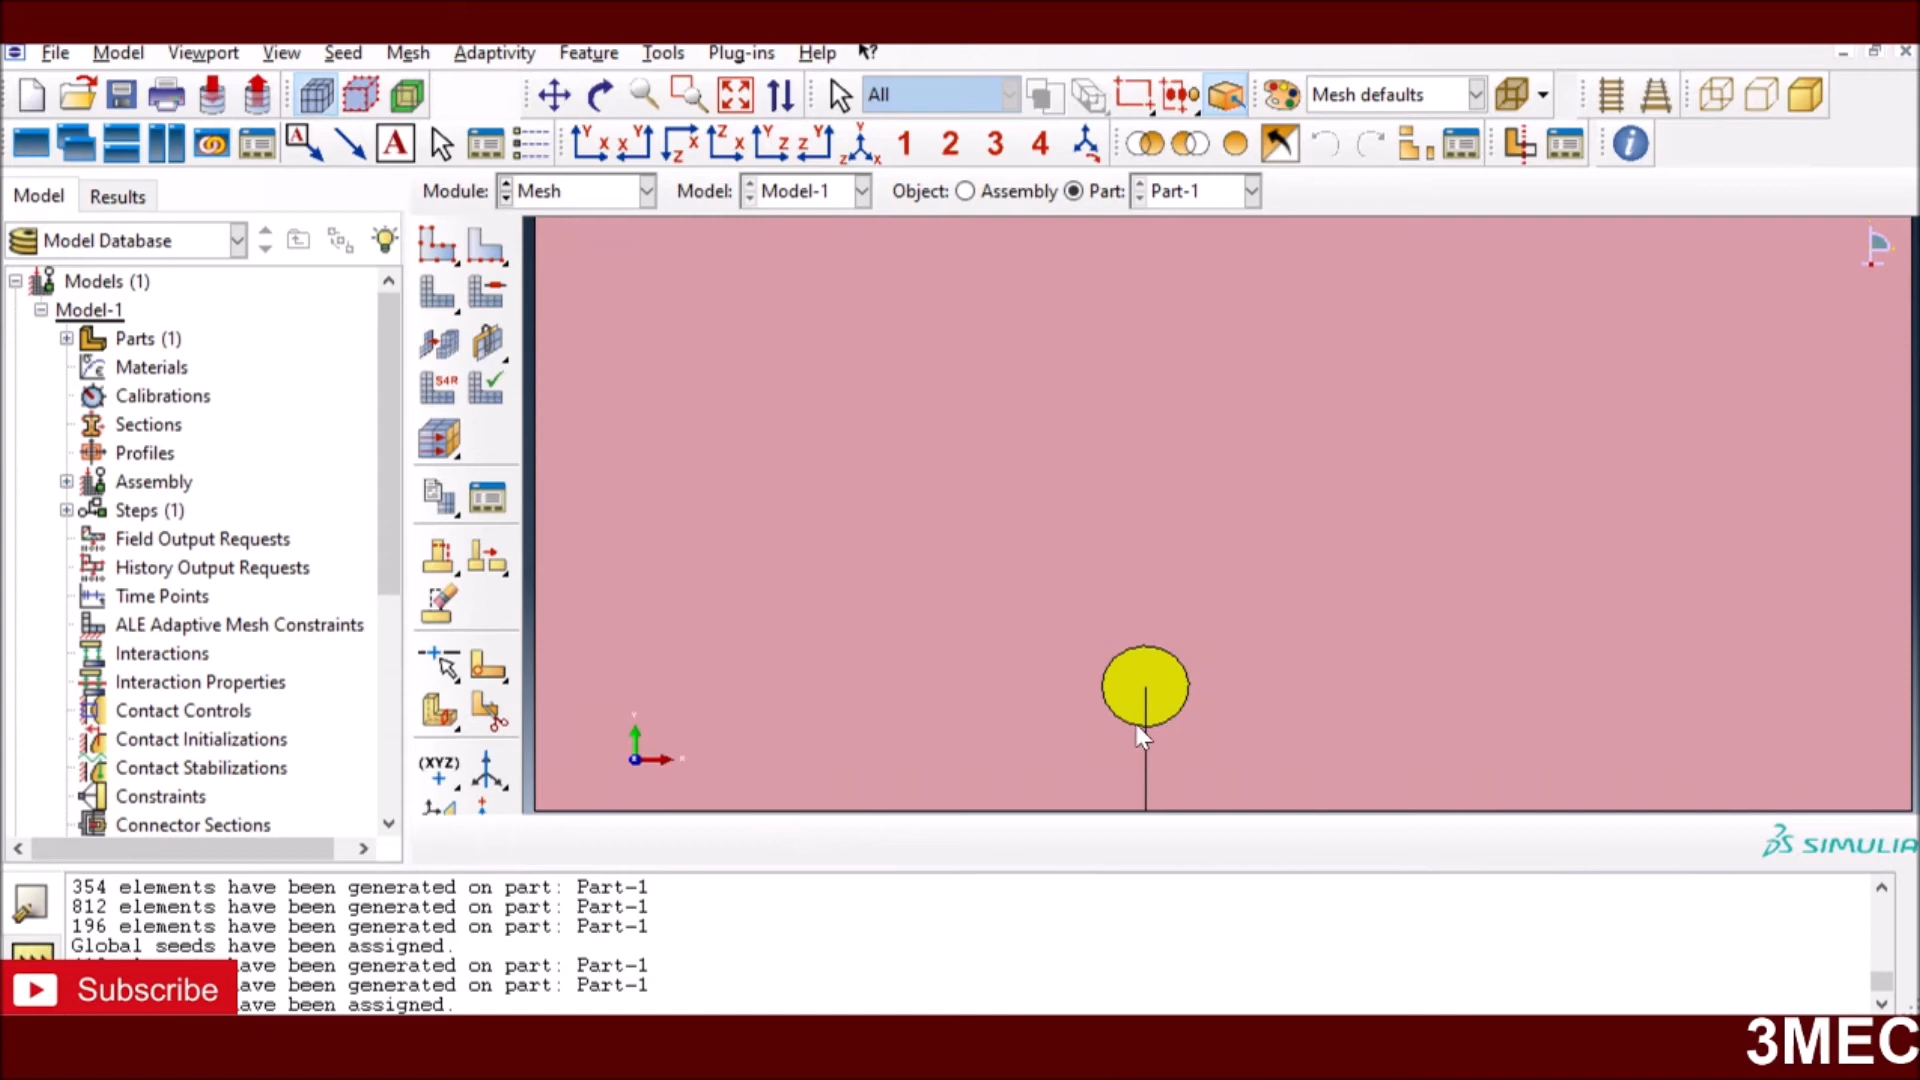 File Model Viewport View Seed Mesh Adaptivity Feature Tools Plug-ins Help
All
Mesh defaults
A A 1 2 3 4
Model Results
Module: Mesh Model: Model-1 Object: Assembly Part: Part-1
Model Database
Models (1)
Model-1
Parts (1)
Materials
Calibrations
Sections
Profiles
Assembly
Steps (1)
Field Output Requests
History Output Requests
Time Points
ALE Adaptive Mesh Constraints
Interactions
Interaction Properties
Contact Controls
Contact Initializations
Contact Stabilizations
Constraints
Connector Sections
S4R
(XYZ)
Y
X
SIMULIA
354 elements have been generated on part: Part-1
812 elements have been generated on part: Part-1
196 elements have been generated on part: Part-1
Global seeds have been assigned.
have been generated on part: Part-1
have been generated on part: Part-1
have been assigned.
Subscribe
3MEC